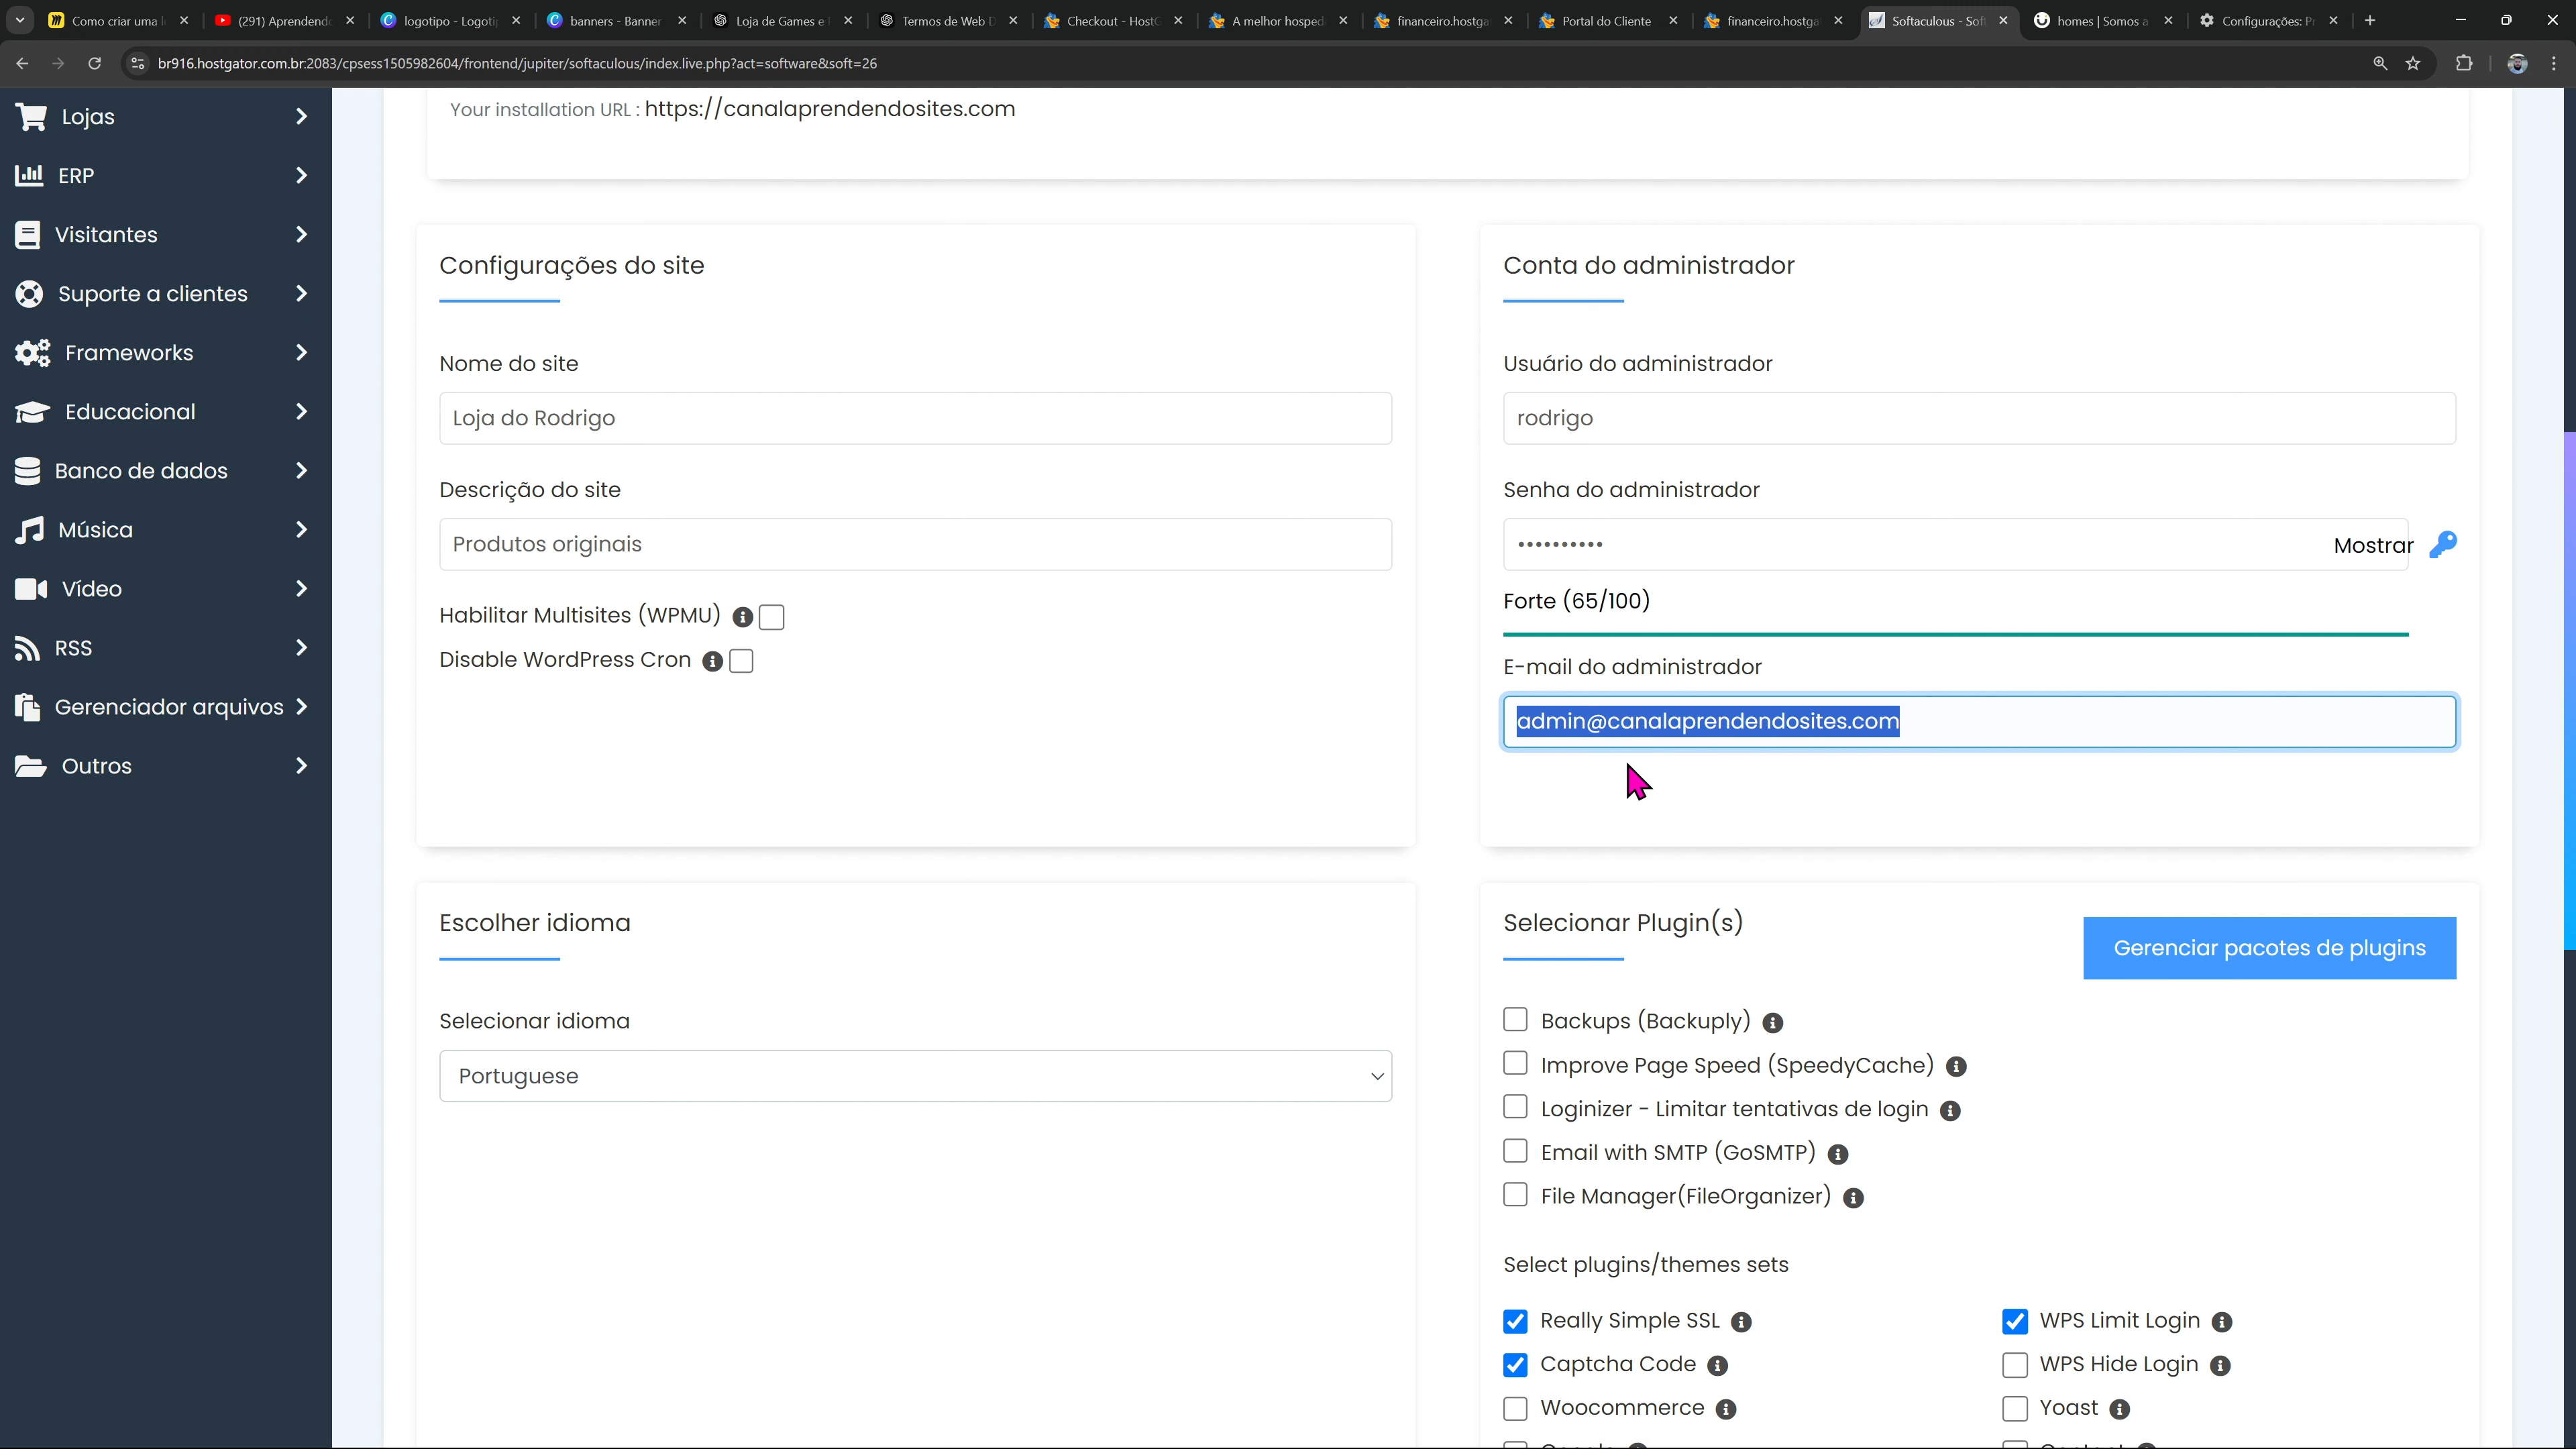 Como criar uma l
(291) Aprendend
logotipo - Logoti
banners - Banner
Loja de Games e
Termos de Web D
Checkout - HostG
A melhor hosped
financeiro.hostga
Portal do Cliente
financeiro.hostga
Softaculous - Sof
homes | Somos a
Configurações: P
br916.hostgator.com.br:2083/cpsess1505982604/frontend/jupiter/softaculous/index.live.php?act=software&soft=26
Lojas
ERP
Visitantes
Suporte a clientes
Frameworks
Educacional
Banco de dados
Música
Vídeo
RSS
Gerenciador arquivos
Outros
Your installation URL : https://canalaprendendosites.com
Configurações do site
Nome do site
Loja do Rodrigo
Descrição do site
Produtos originais
Habilitar Multisites (WPMU)
Disable WordPress Cron
Conta do administrador
Usuário do administrador
rodrigo
Senha do administrador
•••••••••• Mostrar
Forte (65/100)
E-mail do administrador
admin@canalaprendendosites.com
Escolher idioma
Selecionar idioma
Portuguese
Selecionar Plugin(s)
Gerenciar pacotes de plugins
Backups (Backuply)
Improve Page Speed (SpeedyCache)
Loginizer - Limitar tentativas de login
Email with SMTP (GoSMTP)
File Manager(FileOrganizer)
Select plugins/themes sets
Really Simple SSL
WPS Limit Login
Captcha Code
WPS Hide Login
Woocommerce
Yoast